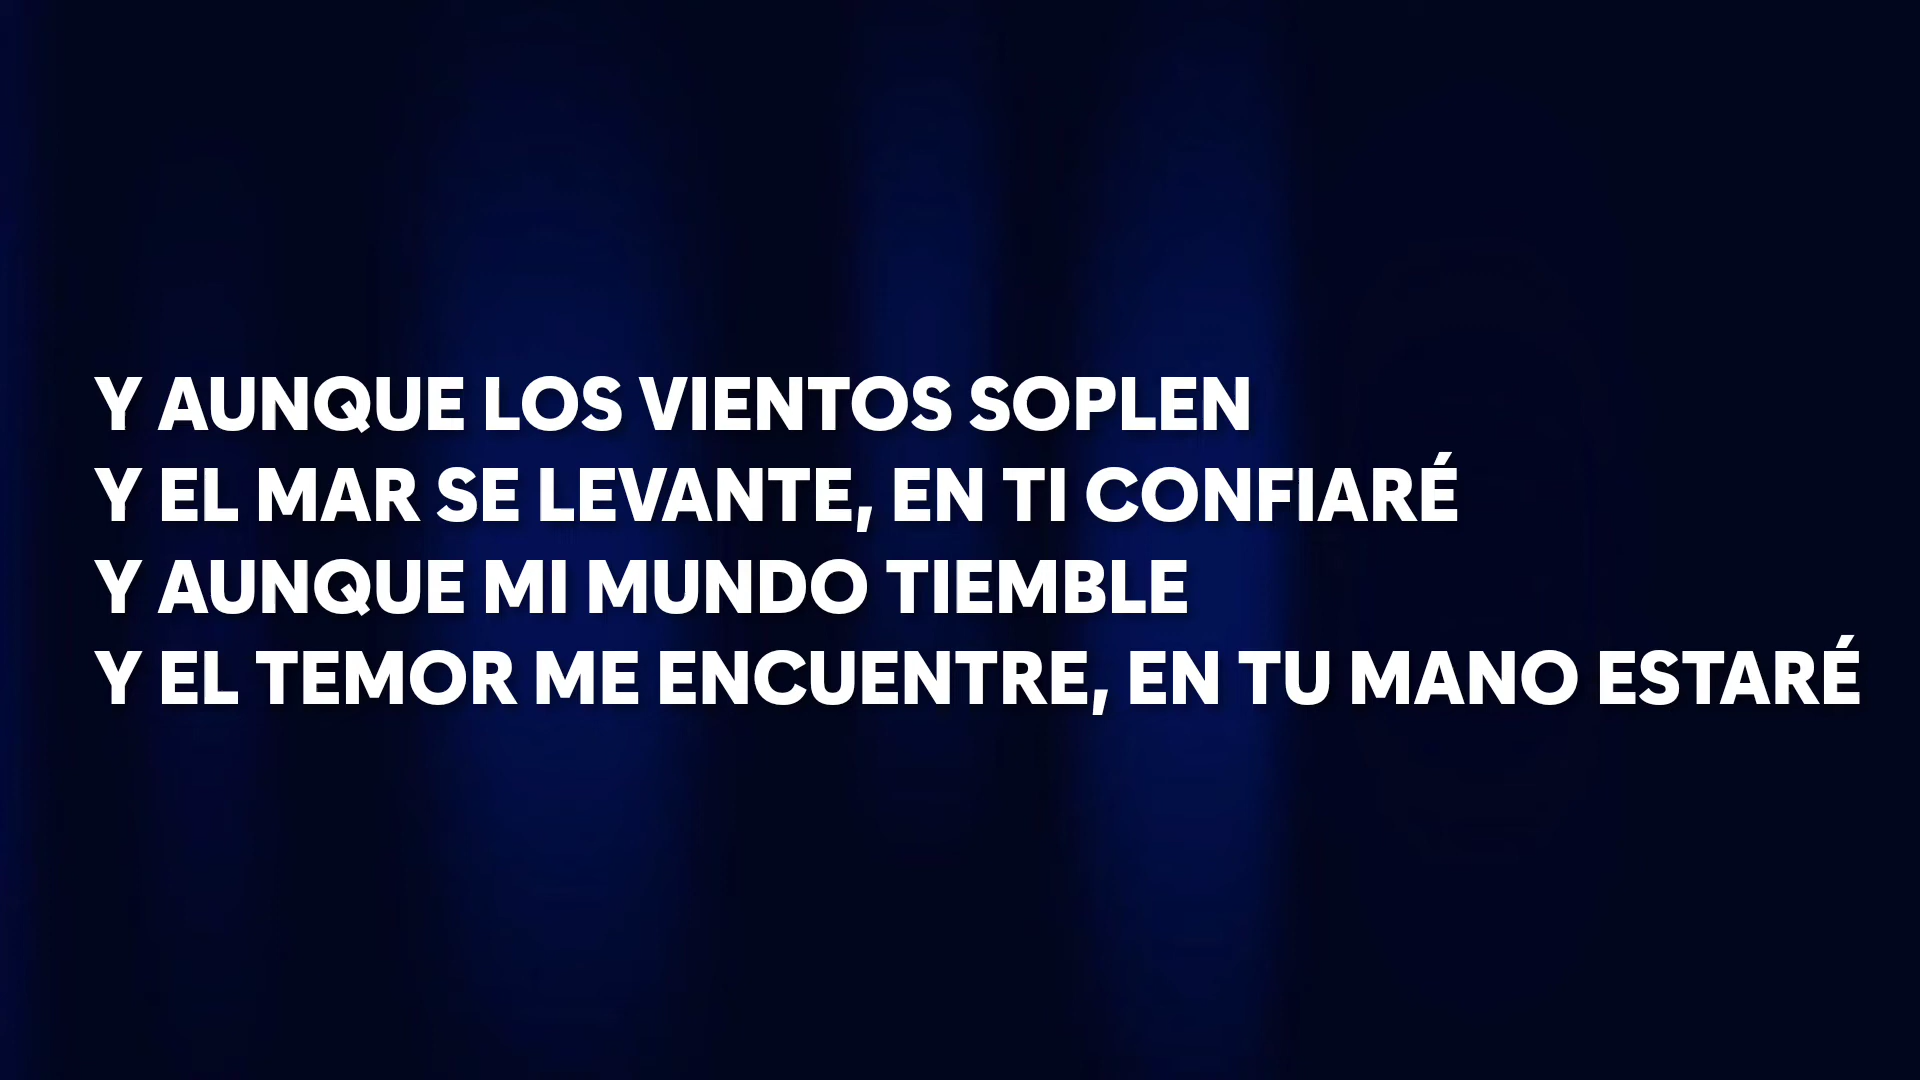 Y AUNQUE LOS VIENTOS SOPLEN
Y EL MAR SE LEVANTE, EN TI CONFIARÉ
Y AUNQUE MI MUNDO TIEMBLE
Y EL TEMOR ME ENCUENTRE, EN TU MANO ESTARÉ